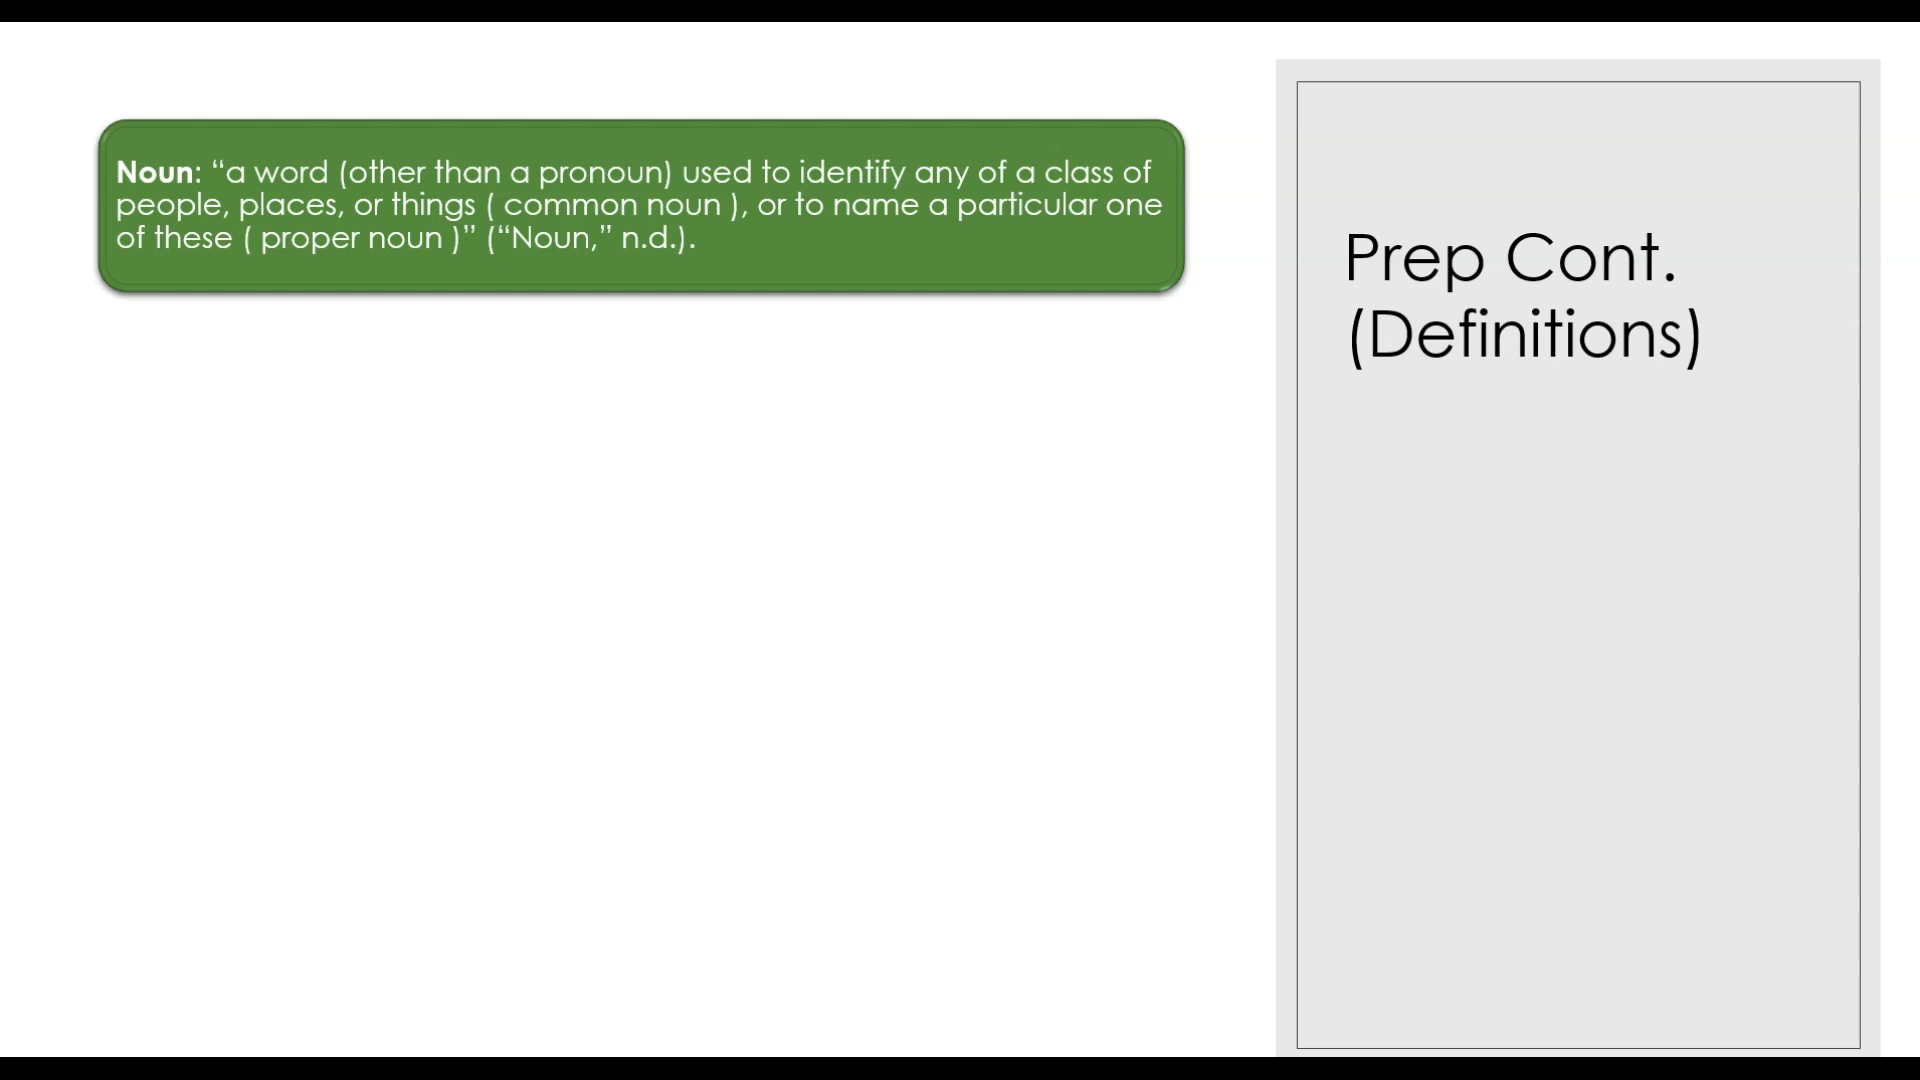 Noun: “a word (other than a pronoun) used to identify any of a class of
people, places, or things ( common noun ), or to name a particular one
of these ( proper noun )” (“Noun,” n.d.).
Prep Cont.
(Definitions)